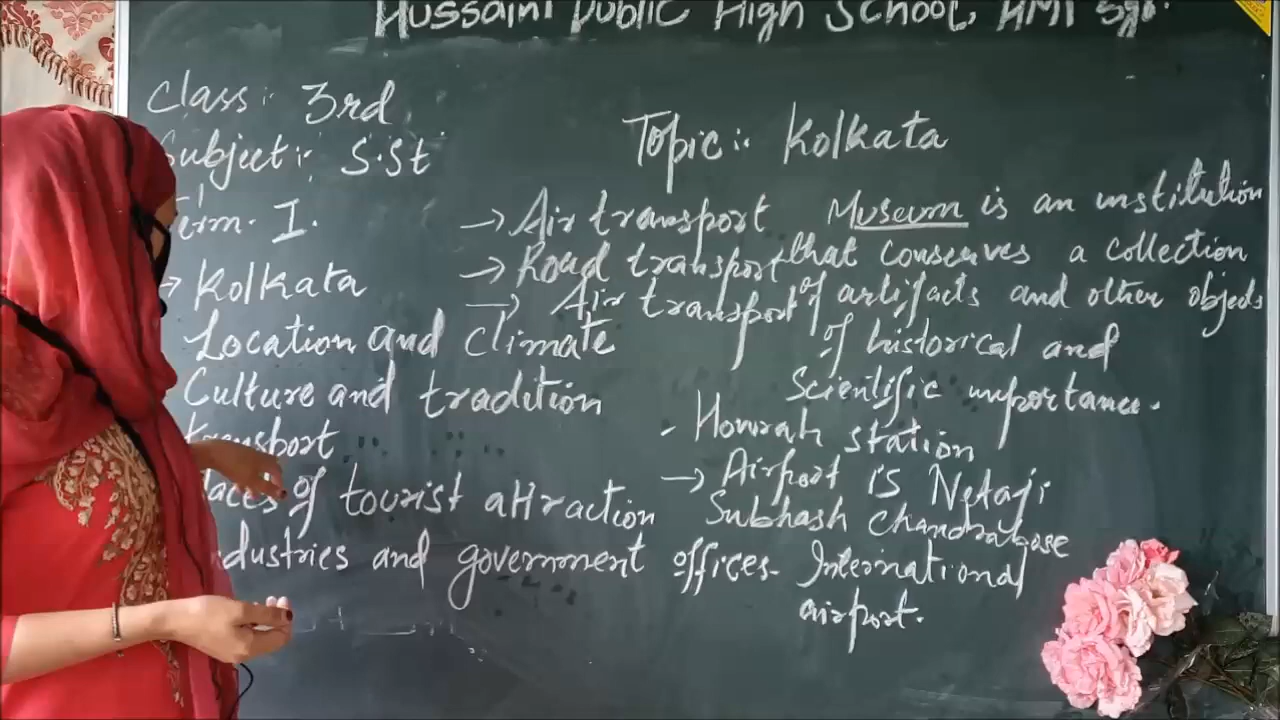 Hussaini Public High School, HMT Sgr.
Class: 3rd
Subject: S.St
Term. I.
Topic: Kolkata
→ Kolkata
Location and Climate
Culture and tradition
transport
places of tourist attraction
industries and government offices.
→ Air transport
→ Road transport
→ Air transport
Museum is an institution
that conserves a collection
of artifacts and other objects
of historical and
Scientific importance.
- Howrah station
→ Airport is Netaji
Subhash Chandrabose
International
airport.